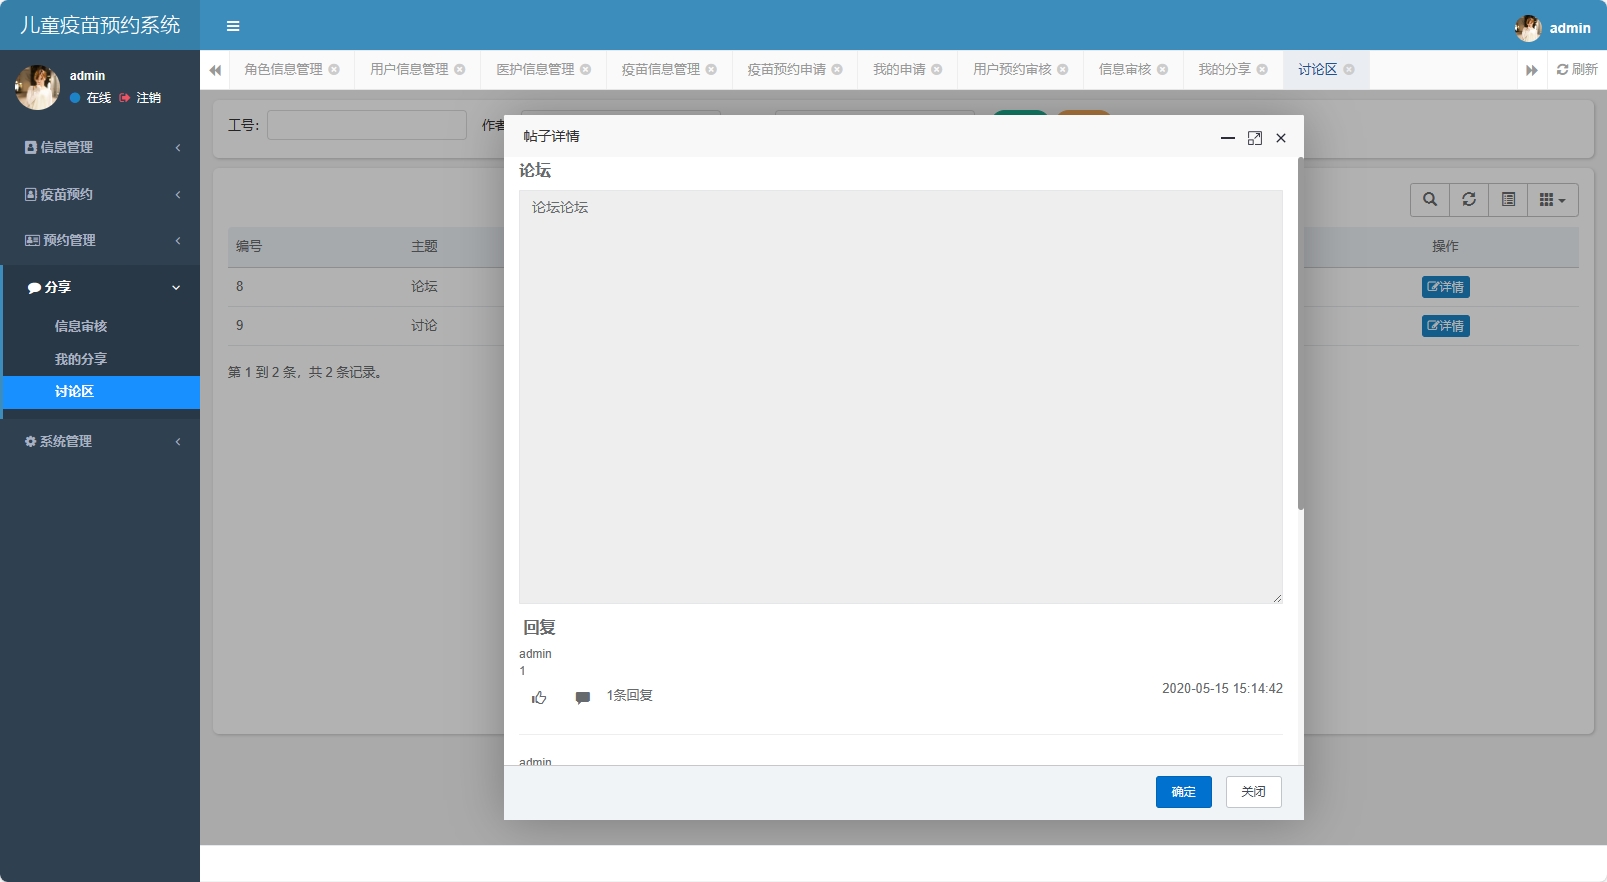 儿童疫苗预约系统
admin
admin
在线 注销
角色信息管理 用户信息管理 医护信息管理 疫苗信息管理 疫苗预约申请 我的申请 用户预约审核 信息审核 我的分享 讨论区 刷新
信息管理
疫苗预约
预约管理
分享
信息审核
我的分享
讨论区
系统管理
工号: 作者
编号 主题 操作
8 论坛 详情
9 讨论 详情
第 1 到 2 条，共 2 条记录。
帖子详情
论坛
论坛论坛
回复
admin
1
1条回复 2020-05-15 15:14:42
admin
确定 关闭